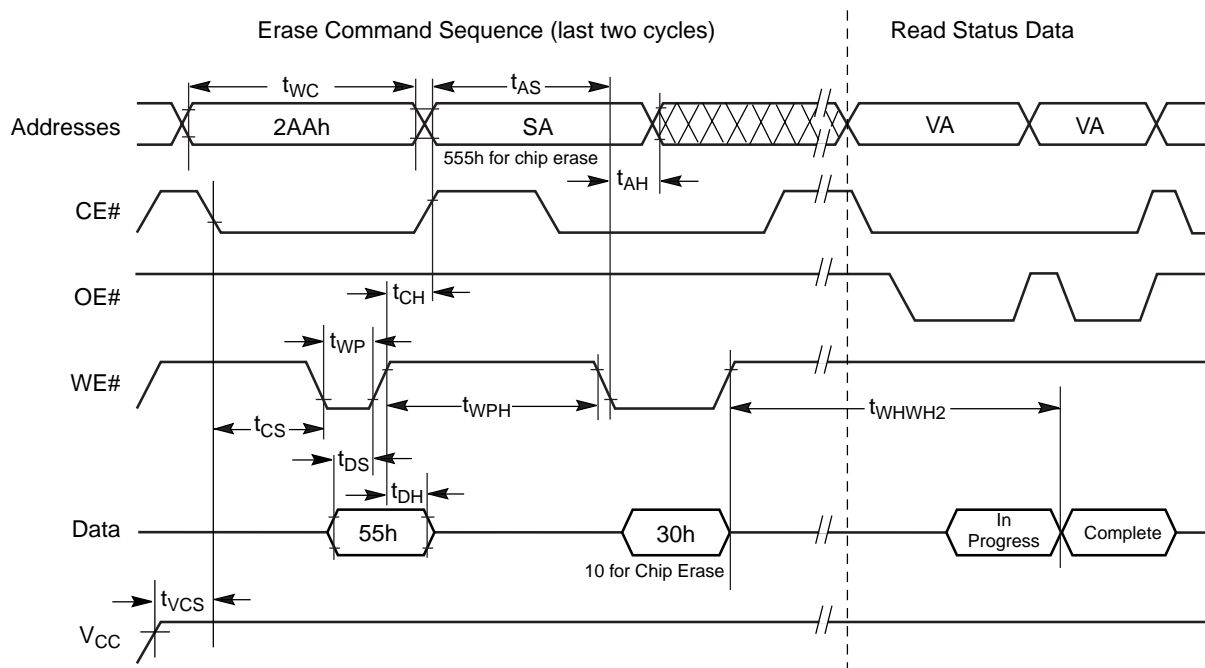 Erase Command Sequence (last two cycles)
Read Status Data
tWC
tAS
Addresses
2AAh
SA
VA
VA
555h for chip erase
tAH
CE#
OE#
tCH
tWP
WE#
tWPH
tWHWH2
tCS
tDS
tDH
Data
55h
30h
In
Progress
Complete
10 for Chip Erase
tVCS
VCC